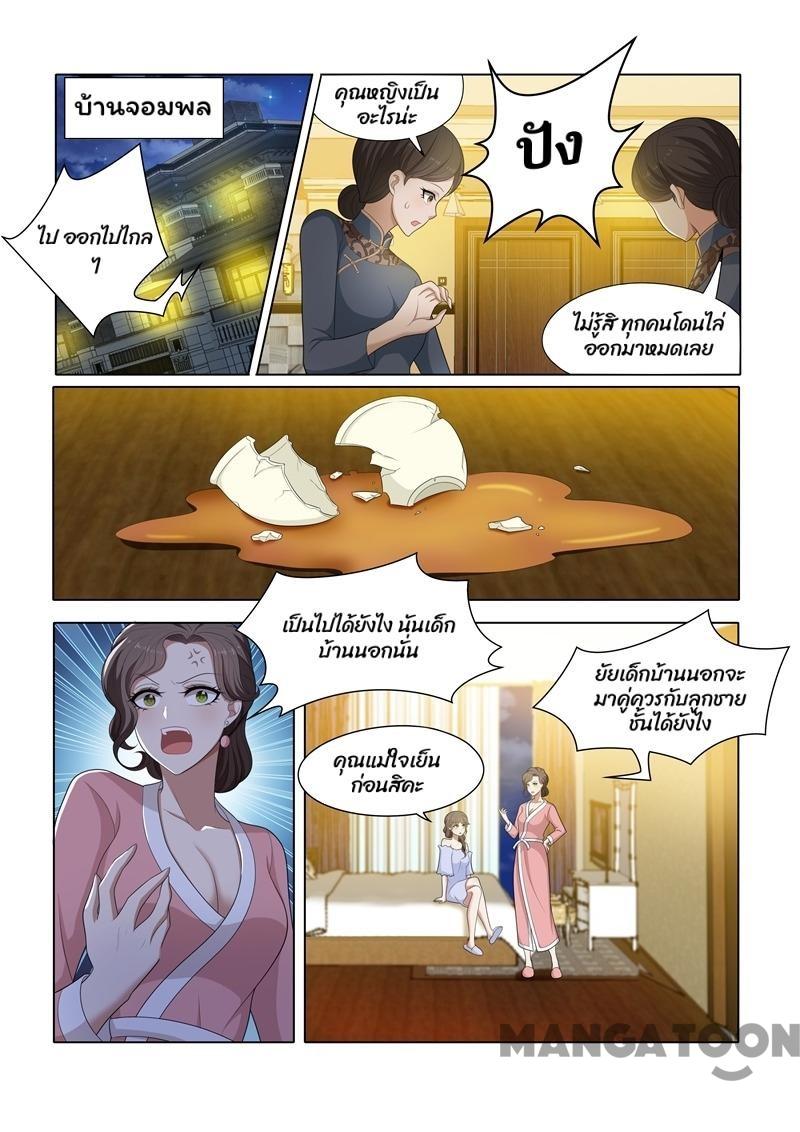 บ้านจอมพล
ไป ออกไปไกล
ๆ
คุณหญิงเป็น
อะไรน่ะ
ปัง
ไม่รู้สิ ทุกคนโดนไล่
ออกมาหมดเลย
เป็นไปได้ยังไง นันเด็ก
บ้านนอกนั่น
ยัยเด็กบ้านนอกจะ
มาคู่ควรกับลูกชาย
ชั้นได้ยังไง
คุณแม่ใจเย็น
ก่อนสิคะ
MANGATOON